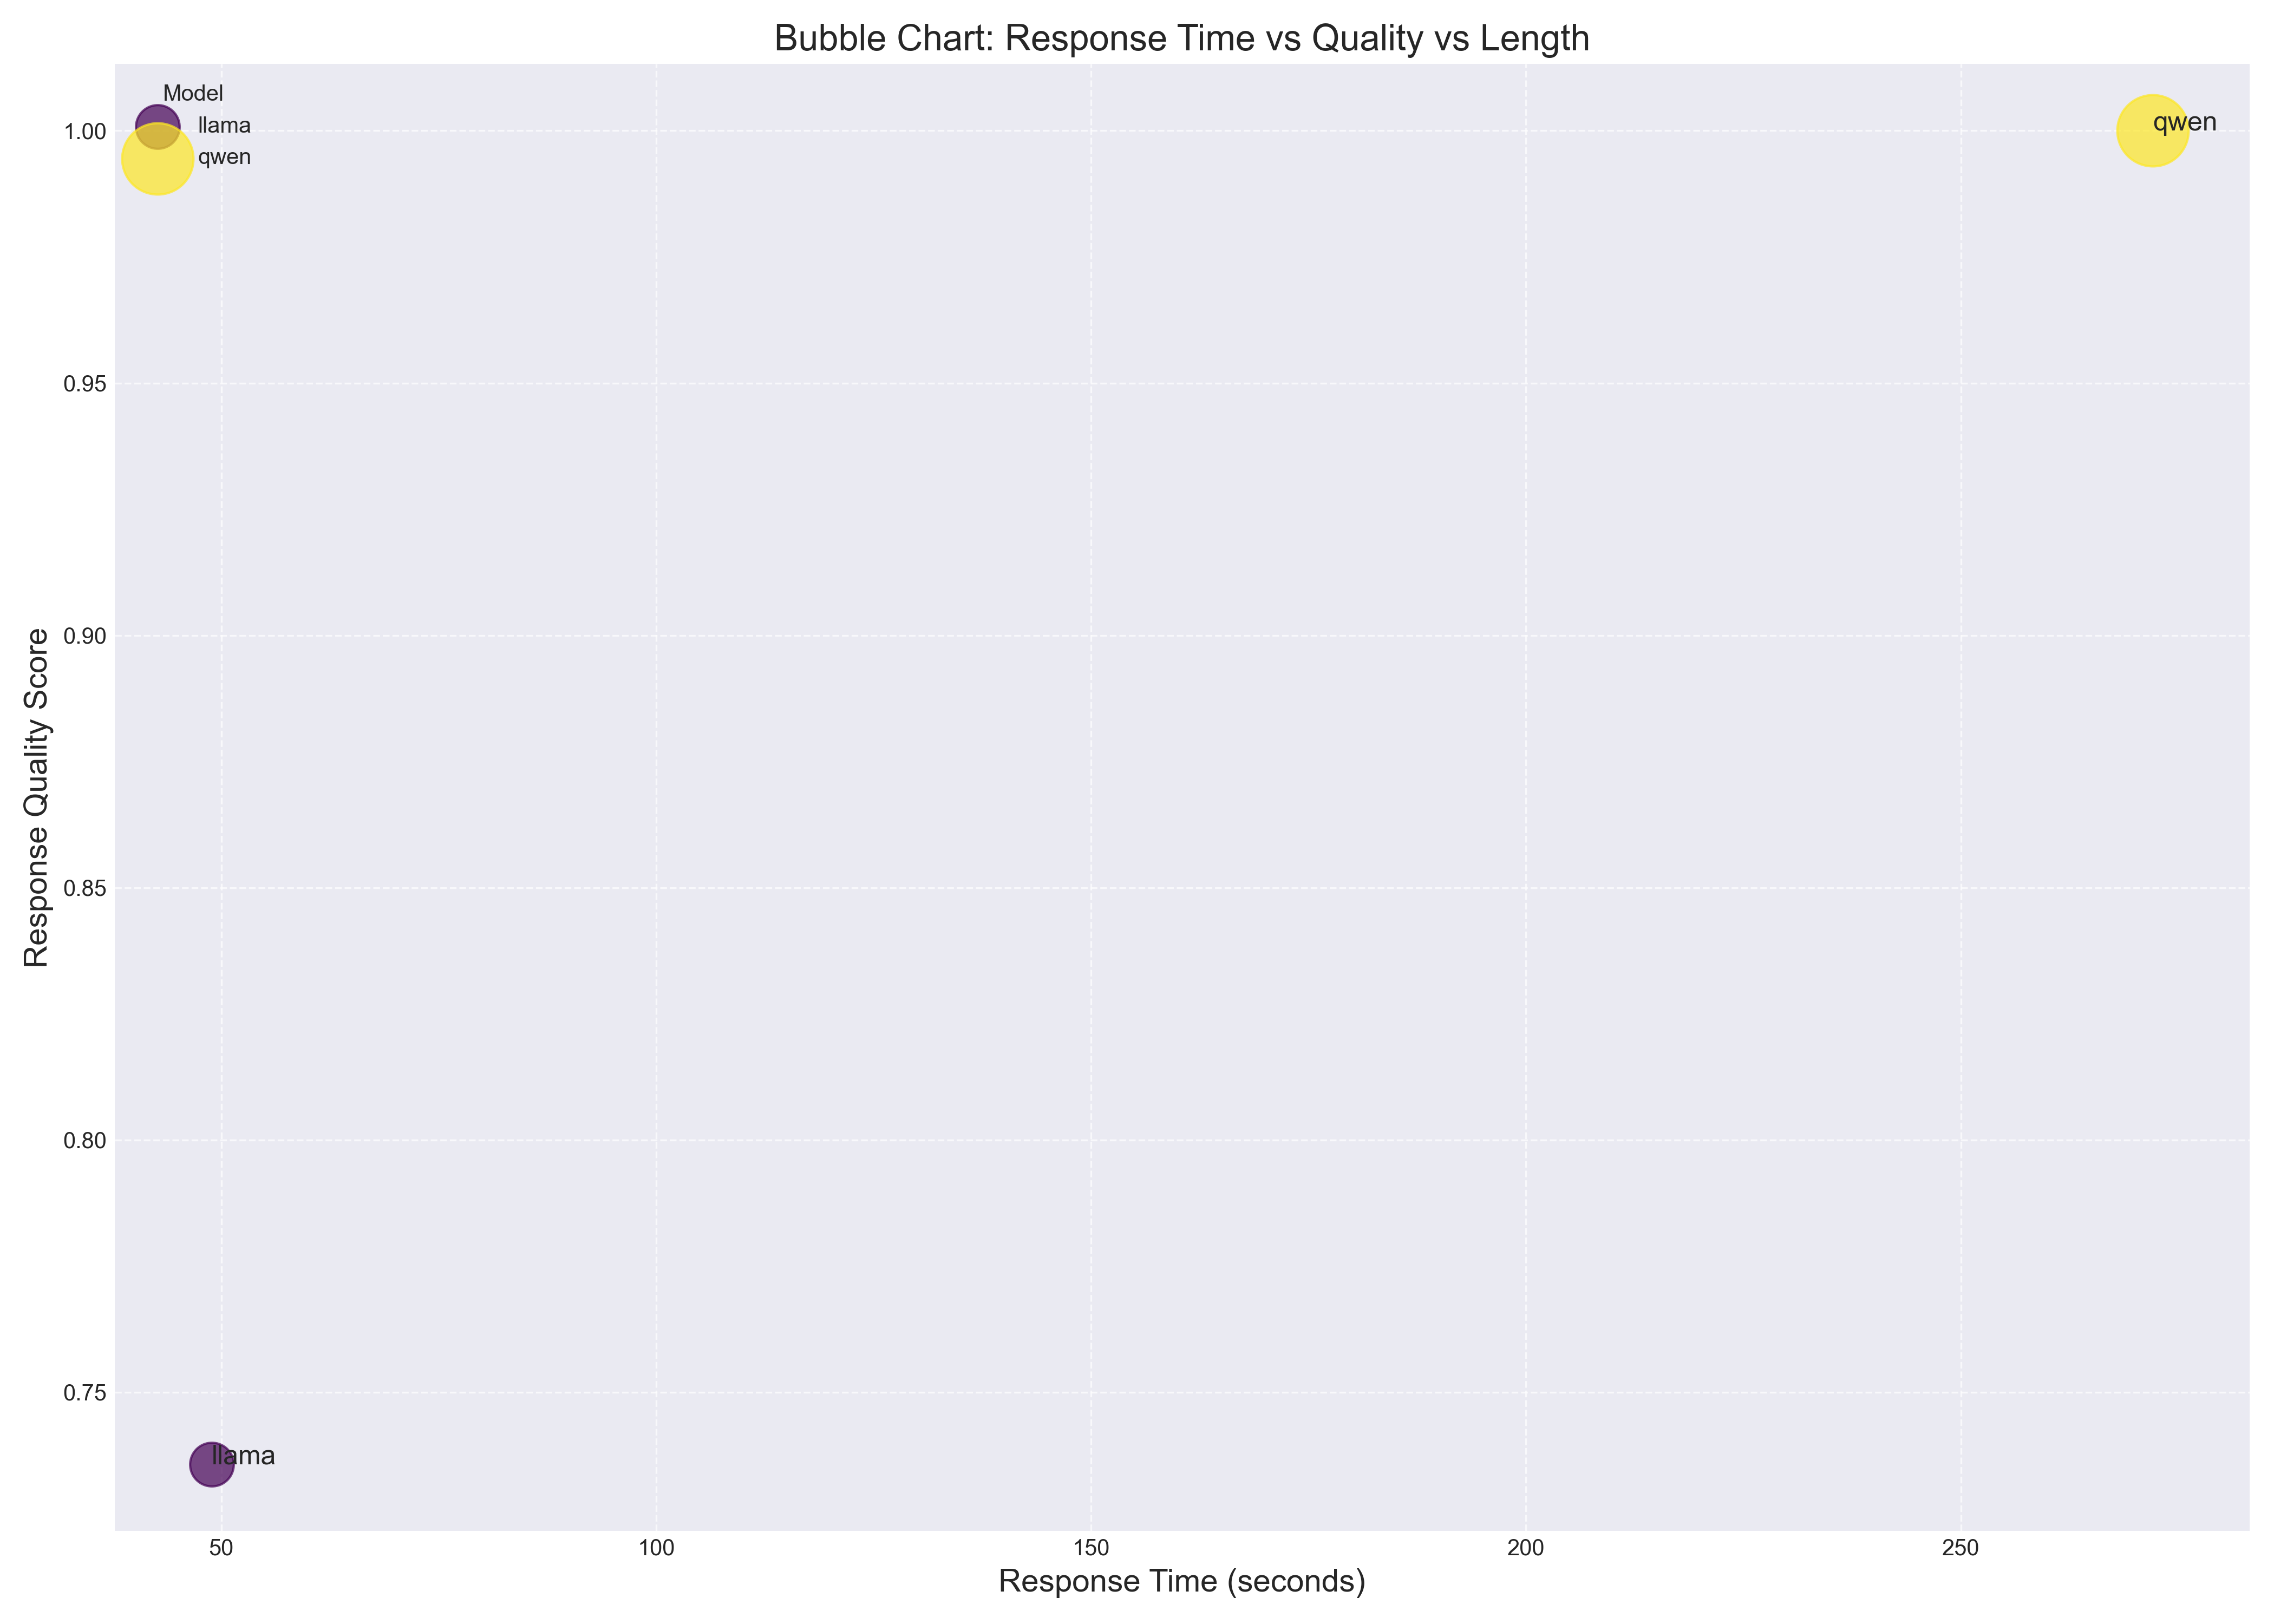 Bubble Chart: Response Time vs Quality vs Length
Model
llama
qwen
qwen
llama
1.00
0.95
0.90
0.85
0.80
0.75
Response Quality Score
50 100 150 200 250
Response Time (seconds)